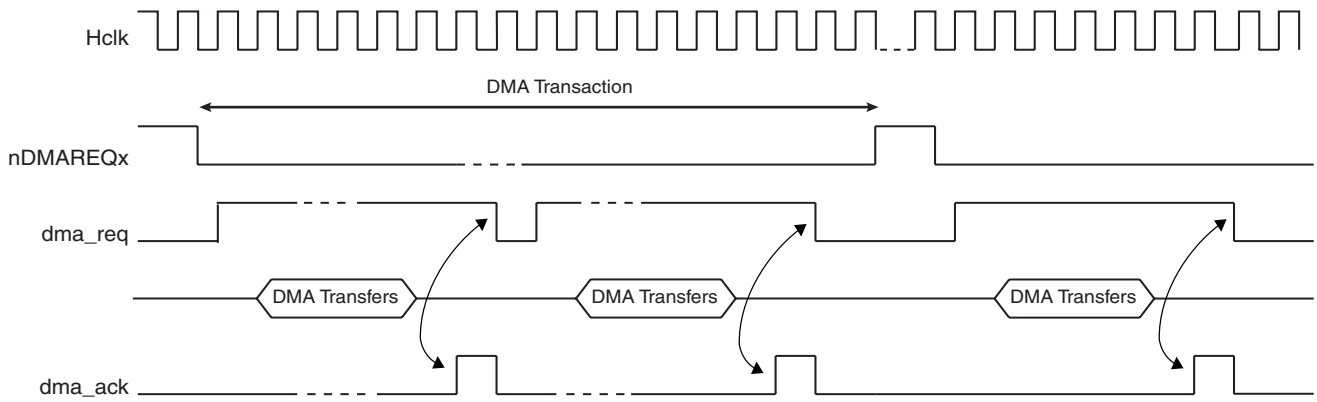 Hclk
DMA Transaction
nDMAREQx
dma_req
DMA Transfers
DMA Transfers
DMA Transfers
dma_ack